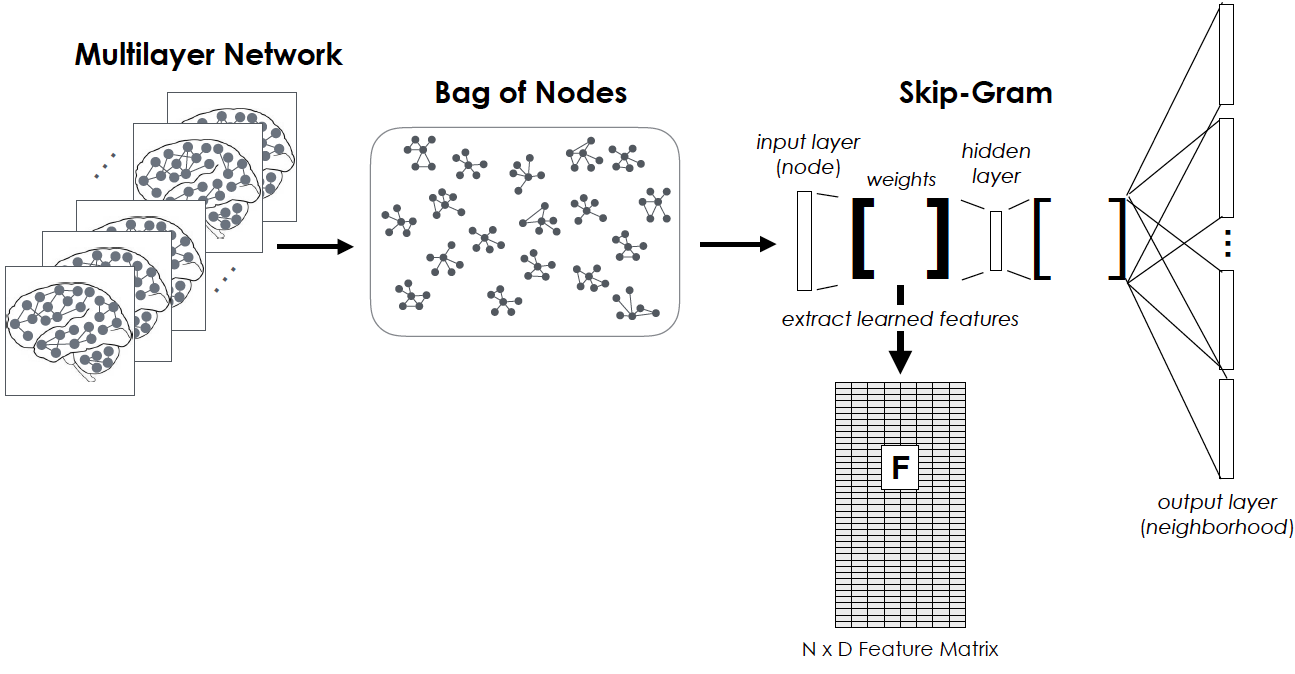 Multilayer Network
Bag of Nodes
Skip-Gram
input layer
(node)
weights
hidden
layer
extract learned features
F
N x D Feature Matrix
output layer
(neighborhood)